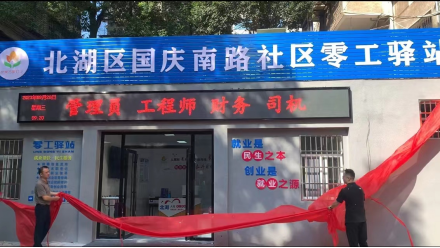 北湖区国庆南路社区零工驿站
管理员 工程师 财务 司机
零工驿站
就业是
民生之本
创业是
就业之源